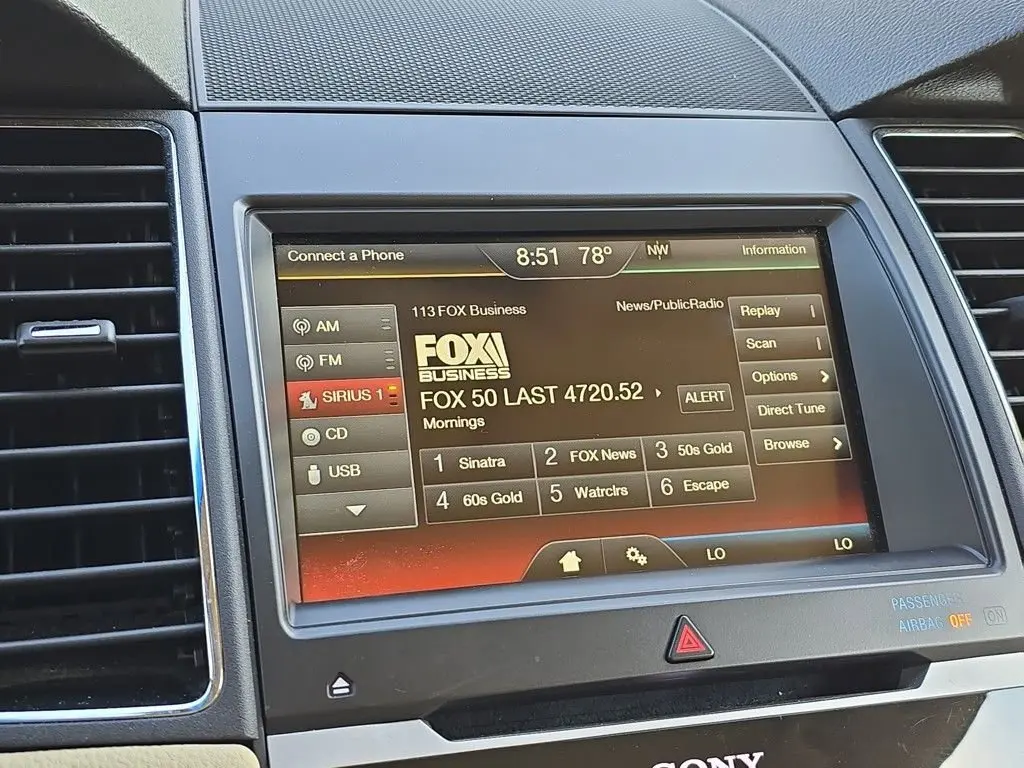 Connect a Phone 8:51 78° NW Information
AM
FM
SIRIUS 1
CD
USB
113 FOX Business News/PublicRadio
FOX
BUSINESS
FOX 50 LAST 4720.52 ALERT
Mornings
1 Sinatra 2 FOX News 3 50s Gold
4 60s Gold 5 Watrclrs 6 Escape
Replay
Scan
Options
Direct Tune
Browse
LO LO
PASSENGER
AIRBAG OFF ON
SONY